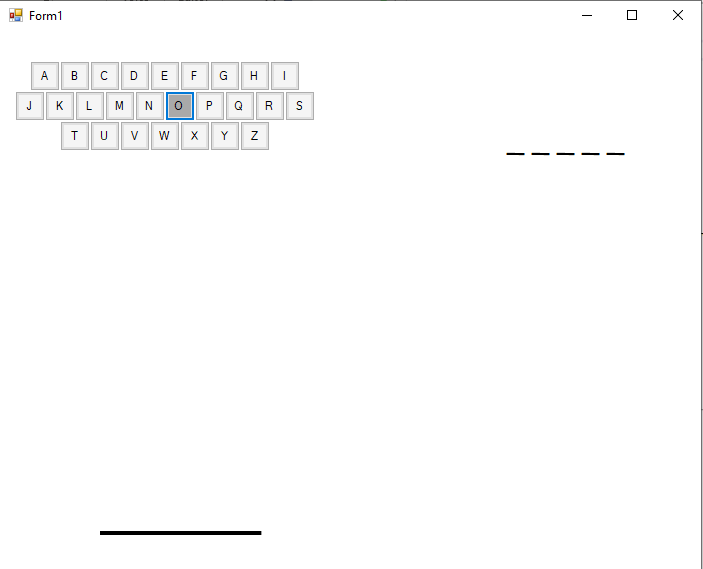 Form1
A B C D E F G H I
J K L M N O P Q R S
T U V W X Y Z
_ _ _ _ _